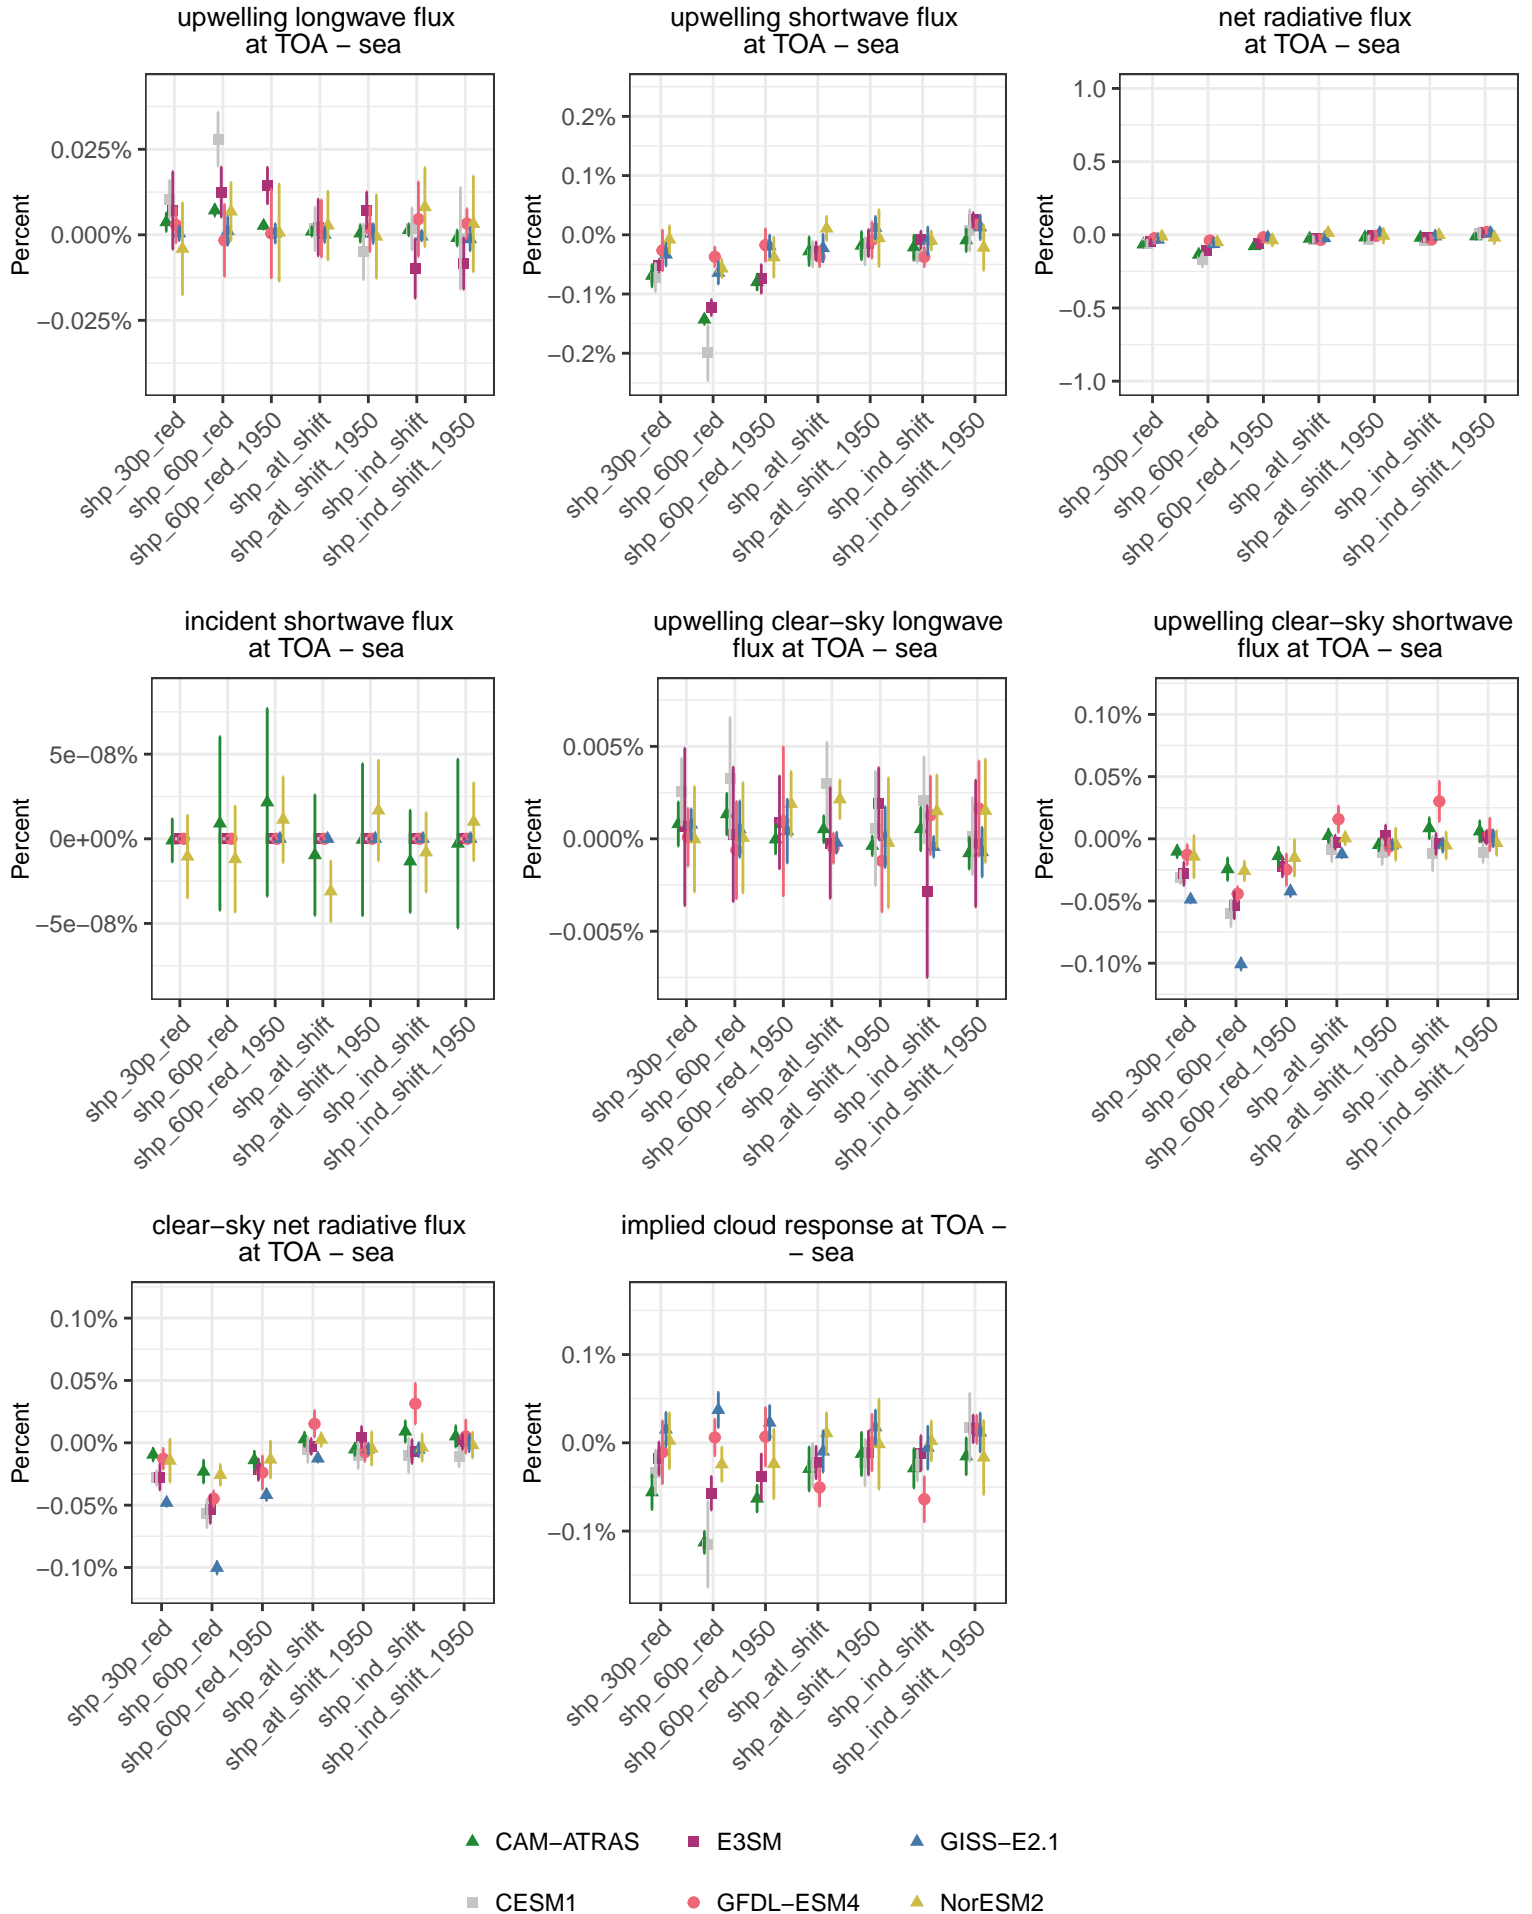 upwelling longwave flux
at TOA − sea
Percent
0.025%
0.000%
−0.025%
shp_30p_red
shp_60p_red
shp_60p_red_1950
shp_atl_shift
shp_atl_shift_1950
shp_ind_shift
shp_ind_shift_1950
upwelling shortwave flux
at TOA − sea
Percent
0.2%
0.1%
0.0%
−0.1%
−0.2%
shp_30p_red
shp_60p_red
shp_60p_red_1950
shp_atl_shift
shp_atl_shift_1950
shp_ind_shift
shp_ind_shift_1950
net radiative flux
at TOA − sea
Percent
1.0
0.5
0.0
−0.5
−1.0
shp_30p_red
shp_60p_red
shp_60p_red_1950
shp_atl_shift
shp_atl_shift_1950
shp_ind_shift
shp_ind_shift_1950
incident shortwave flux
at TOA − sea
Percent
5e−08%
0e+00%
−5e−08%
shp_30p_red
shp_60p_red
shp_60p_red_1950
shp_atl_shift
shp_atl_shift_1950
shp_ind_shift
shp_ind_shift_1950
upwelling clear−sky longwave
flux at TOA − sea
Percent
0.005%
0.000%
−0.005%
shp_30p_red
shp_60p_red
shp_60p_red_1950
shp_atl_shift
shp_atl_shift_1950
shp_ind_shift
shp_ind_shift_1950
upwelling clear−sky shortwave
flux at TOA − sea
Percent
0.10%
0.05%
0.00%
−0.05%
−0.10%
shp_30p_red
shp_60p_red
shp_60p_red_1950
shp_atl_shift
shp_atl_shift_1950
shp_ind_shift
shp_ind_shift_1950
clear−sky net radiative flux
at TOA − sea
Percent
0.10%
0.05%
0.00%
−0.05%
−0.10%
shp_30p_red
shp_60p_red
shp_60p_red_1950
shp_atl_shift
shp_atl_shift_1950
shp_ind_shift
shp_ind_shift_1950
implied cloud response at TOA −
− sea
Percent
0.1%
0.0%
−0.1%
shp_30p_red
shp_60p_red
shp_60p_red_1950
shp_atl_shift
shp_atl_shift_1950
shp_ind_shift
shp_ind_shift_1950
CAM−ATRAS
E3SM
GISS−E2.1
CESM1
GFDL−ESM4
NorESM2